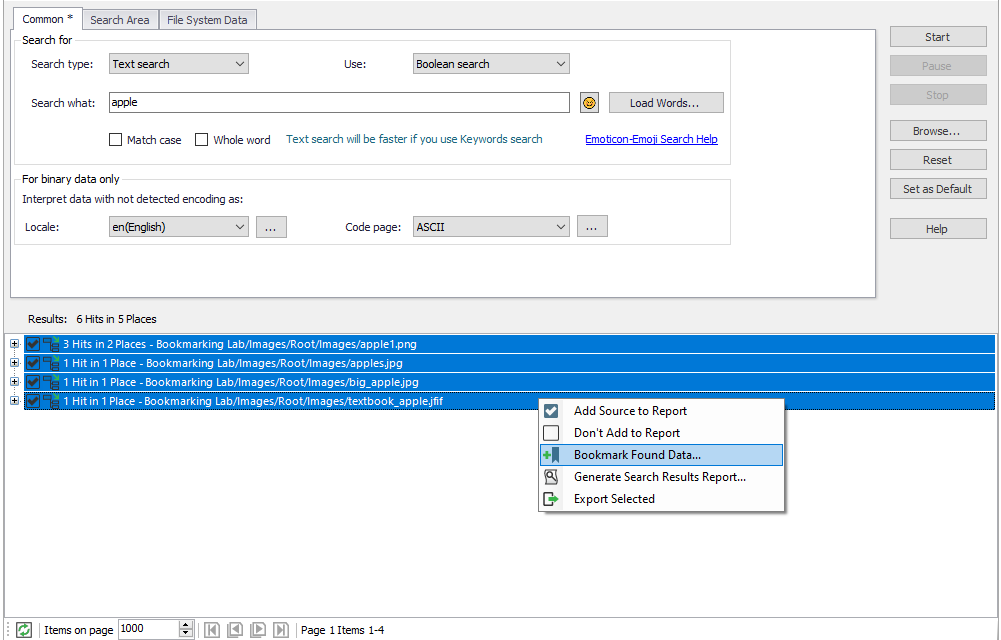 Common * Search Area File System Data
Search for
Search type: Text search Use: Boolean search
Search what: apple Load Words...
Match case Whole word Text search will be faster if you use Keywords search Emoticon-Emoji Search Help
For binary data only
Interpret data with not detected encoding as:
Locale: en(English) ... Code page: ASCII ...
Start
Pause
Stop
Browse...
Reset
Set as Default
Help
Results: 6 Hits in 5 Places
3 Hits in 2 Places - Bookmarking Lab/Images/Root/Images/apple1.png
1 Hit in 1 Place - Bookmarking Lab/Images/Root/Images/apples.jpg
1 Hit in 1 Place - Bookmarking Lab/Images/Root/Images/big_apple.jpg
1 Hit in 1 Place - Bookmarking Lab/Images/Root/Images/textbook_apple.jfif
Add Source to Report
Don't Add to Report
Bookmark Found Data...
Generate Search Results Report...
Export Selected
Items on page 1000 Page 1 Items 1-4